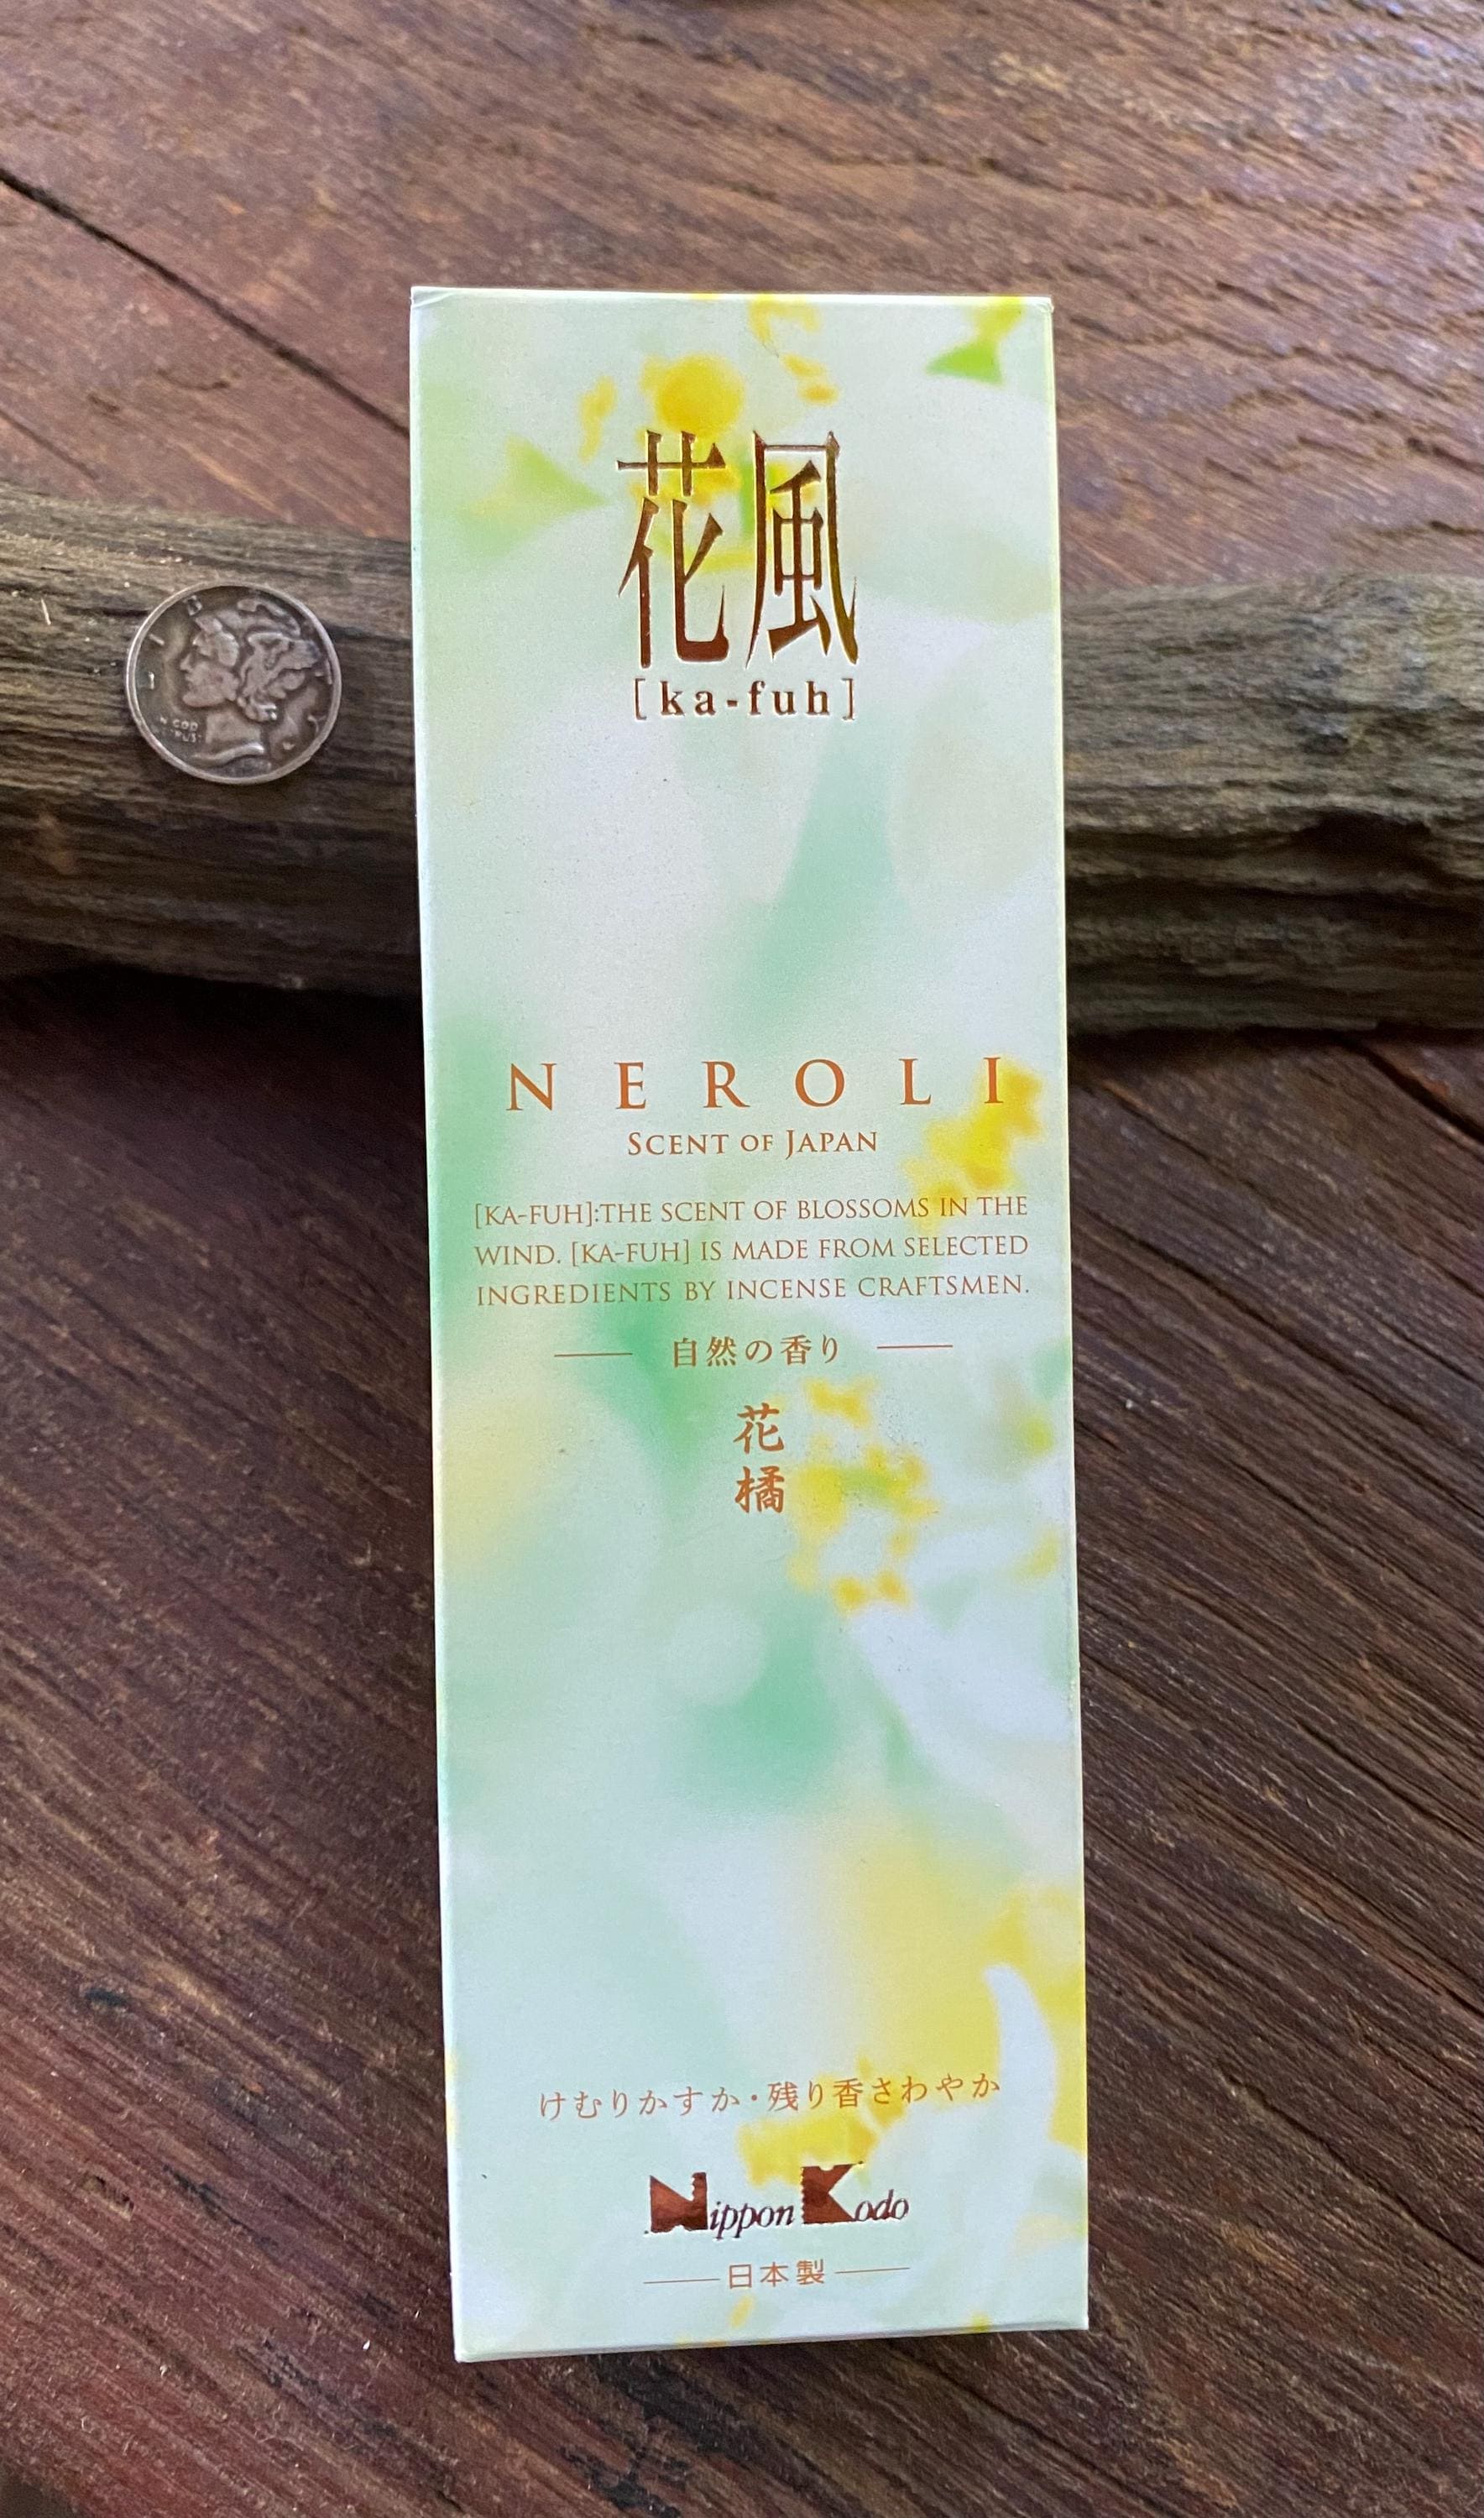 花風
[ka-fuh]
IN GOD
NEROLI
SCENT OF JAPAN
[KA-FUH]:THE SCENT OF BLOSSOMS IN THE
WIND. [KA-FUH] IS MADE FROM SELECTED
INGREDIENTS BY INCENSE CRAFTSMEN.
自然の香り
花
橘
けむりかすか・残り香さわやか
Nippon Kodo
日本製